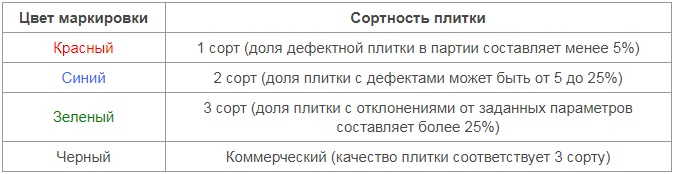 Цвет маркировки Сортность плитки
Красный 1 сорт (доля дефектной плитки в партии составляет менее 5%)
Синий 2 сорт (доля плитки с дефектами может быть от 5 до 25%)
Зеленый 3 сорт (доля плитки с отклонениями от заданных параметров
составляет более 25%)
Черный Коммерческий (качество плитки соответствует 3 сорту)